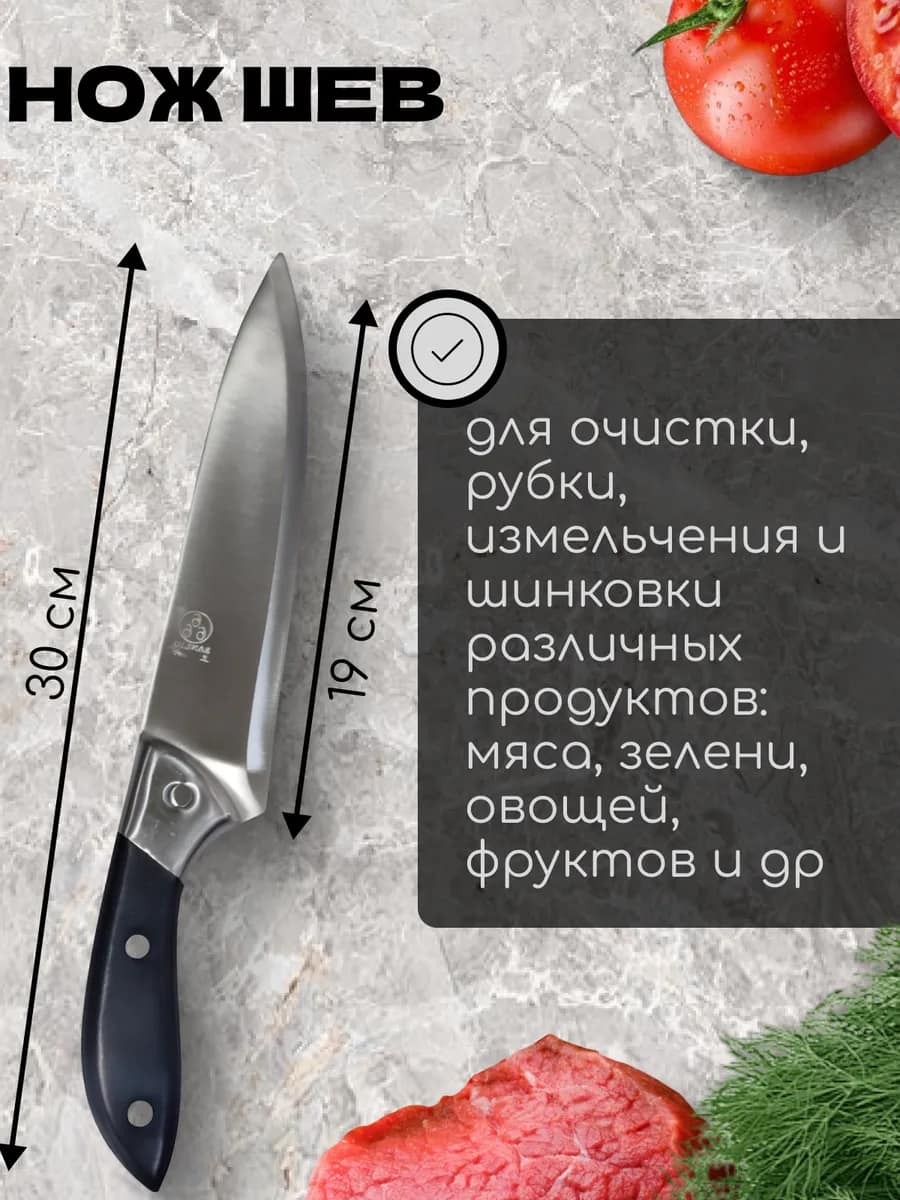 НОЖ ШЕВ
30 см
19 см
для очистки,
рубки,
измельчения и
шинковки
различных
продуктов:
мяса, зелени,
овощей,
фруктов и др